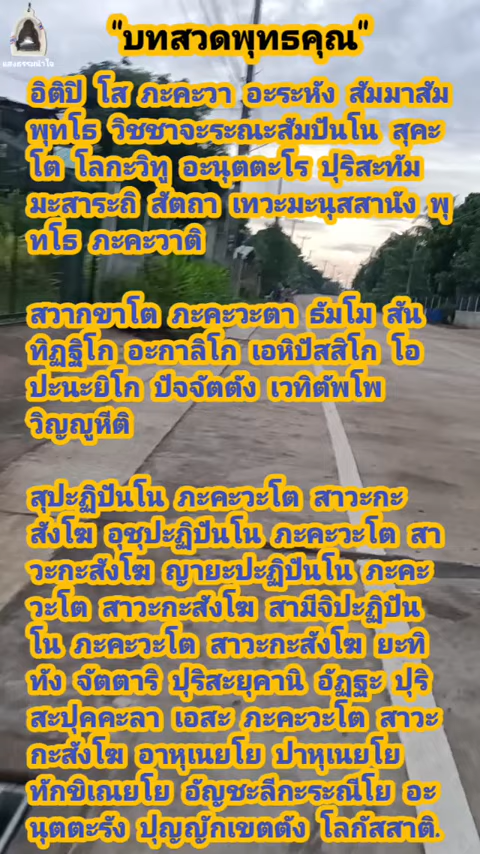 แสงธรรมนำใจ
"บทสวดพุทธคุณ"
อิติปิ โส ภะคะวา อะระหัง สัมมาสัม
พุทโธ วิชชาจะระณะสัมปันโน สุคะ
โต โลกะวิทู อะนุตตะโร ปุริสะทัม
มะสาระถิ สัตถา เทวะมะนุสสานัง พุ
ทโธ ภะคะวาติ
สวากขาโต ภะคะวะตา ธัมโม สัน
ทิฏฐิโก อะกาลิโก เอหิปัสสิโก โอ
ปะนะยิโก ปัจจัตตัง เวทิตัพโพ
วิญญูหีติ
สุปะฏิปันโน ภะคะวะโต สาวะกะ
สังโฆ อุชุปะฏิปันโน ภะคะวะโต สา
วะกะสังโฆ ญายะปะฏิปันโน ภะคะ
วะโต สาวะกะสังโฆ สามีจิปะฏิปัน
โน ภะคะวะโต สาวะกะสังโฆ ยะทิ
ทัง จัตตาริ ปุริสะยุคานิ อัฏฐะ ปุริ
สะปุคคะลา เอสะ ภะคะวะโต สาวะ
กะสังโฆ อาหุเนยโย ปาหุเนยโย
ทักขิเณยโย อัญชะลีกะระณีโย อะ
นุตตะรัง ปุญญักเขตตัง โลกัสสาติ.